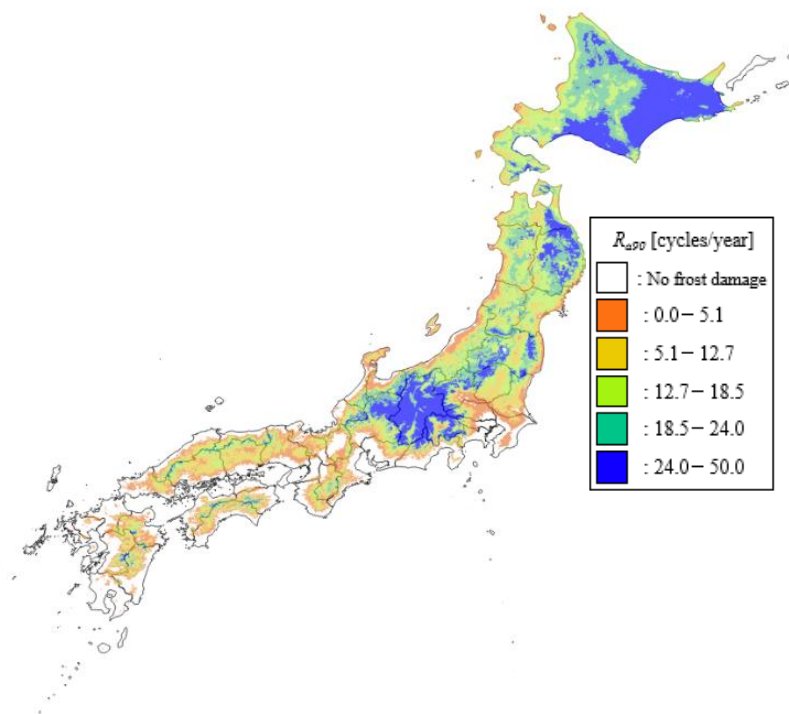 Ra90 [cycles/year]
: No frost damage
: 0.0 – 5.1
: 5.1 – 12.7
: 12.7 – 18.5
: 18.5 – 24.0
: 24.0 – 50.0